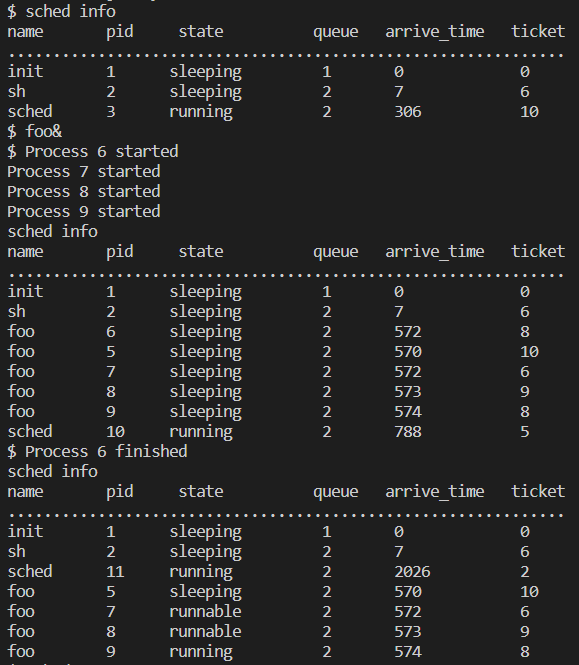 $ sched info
name pid state queue arrive_time ticket
...............................................................
init 1 sleeping 1 0 0
sh 2 sleeping 2 7 6
sched 3 running 2 306 10
$ foo&
$ Process 6 started
Process 7 started
Process 8 started
Process 9 started
sched info
name pid state queue arrive_time ticket
...............................................................
init 1 sleeping 1 0 0
sh 2 sleeping 2 7 6
foo 6 sleeping 2 572 8
foo 5 sleeping 2 570 10
foo 7 sleeping 2 572 6
foo 8 sleeping 2 573 9
foo 9 sleeping 2 574 8
sched 10 running 2 788 5
$ Process 6 finished
sched info
name pid state queue arrive_time ticket
...............................................................
init 1 sleeping 1 0 0
sh 2 sleeping 2 7 6
sched 11 running 2 2026 2
foo 5 sleeping 2 570 10
foo 7 runnable 2 572 6
foo 8 runnable 2 573 9
foo 9 running 2 574 8